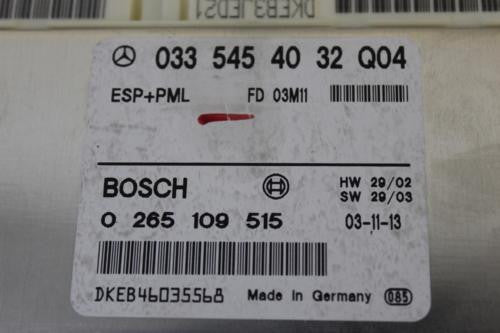 DKEB3JED21
033 545 40 32 Q04
ESP+PML FD 03M11
BOSCH HW 29/02
SW 29/03
0 265 109 515 03-11-13
DKEB46035568 Made in Germany 085